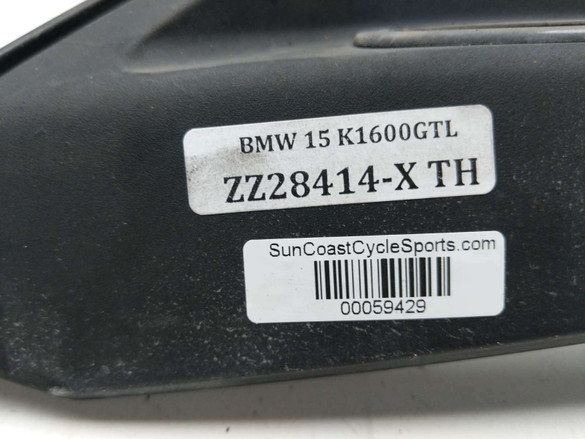 BMW 15 K1600GTL
ZZ28414-X TH
SunCoastCycleSports.com
00059429